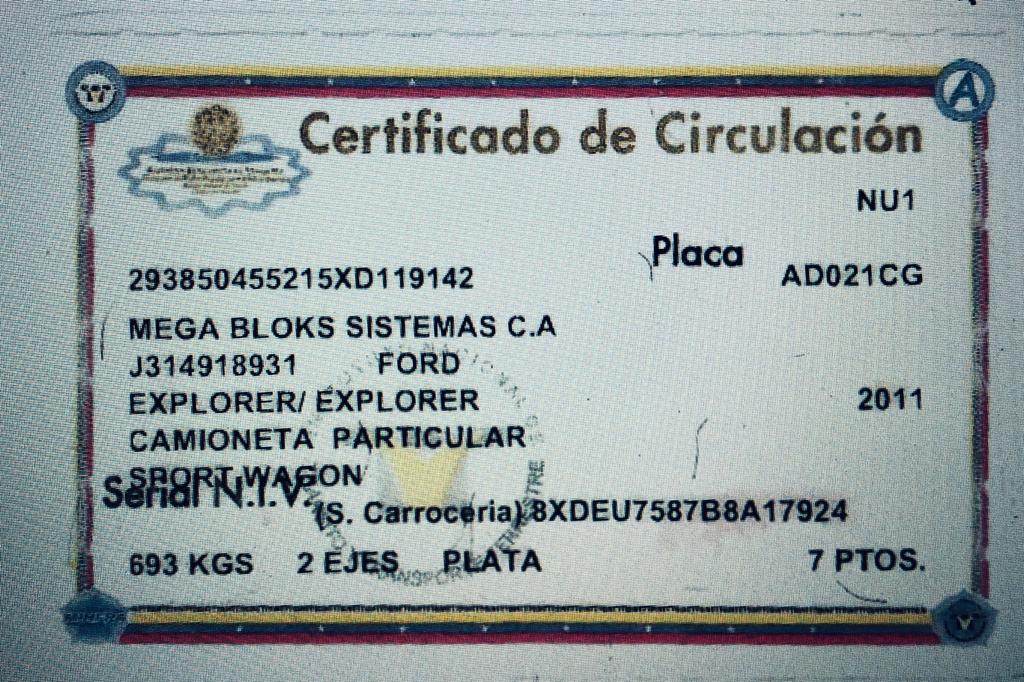 A
Certificado de Circulación
NU1
Placa
293850455215XD119142 AD021CG
MEGA BLOKS SISTEMAS C.A
J314918931 FORD
EXPLORER/ EXPLORER 2011
CAMIONETA PARTICULAR
SPORT WAGON
Serial N.I.V.
(S. Carroceria) 8XDEU7587B8A17924
693 KGS 2 EJES PLATA 7 PTOS.